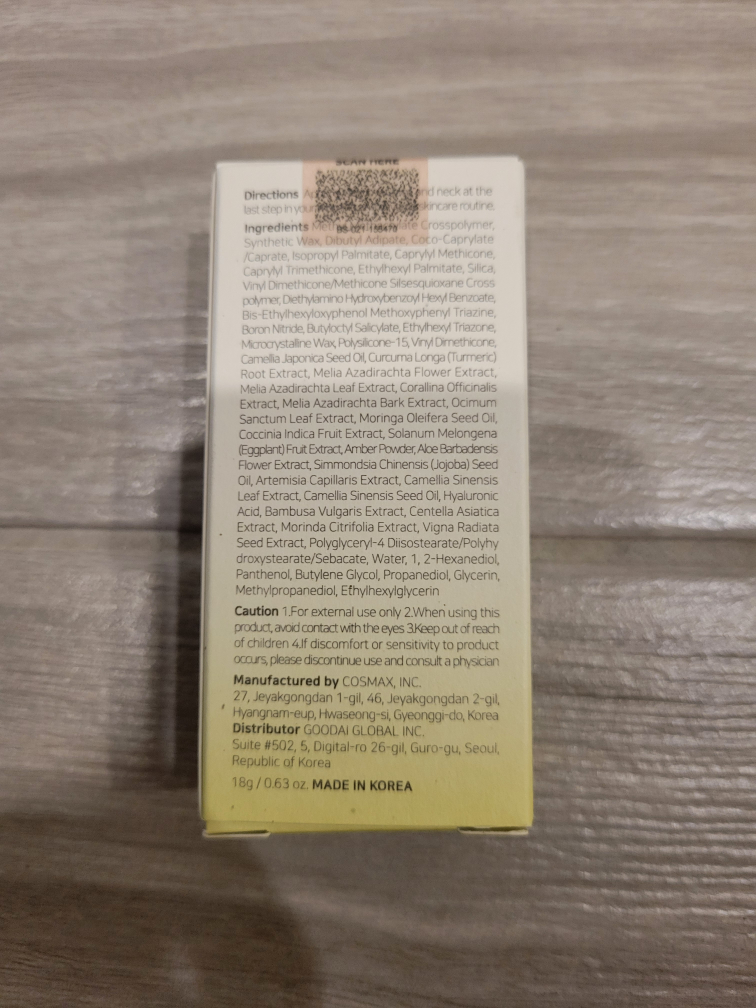 SCAN HERE
Directions and neck at the
last step in your skincare routine.
BS-021-155478
Ingredients Crosspolymer,
Synthetic Wax, Dibutyl Adipate, Coco-Caprylate
/Caprate, Isopropyl Palmitate, Caprylyl Methicone,
Caprylyl Trimethicone, Ethylhexyl Palmitate, Silica,
Vinyl Dimethicone/Methicone Silsesquioxane Cross
polymer, Diethylamino Hydroxybenzoyl Hexyl Benzoate,
Bis-Ethylhexyloxyphenol Methoxyphenyl Triazine,
Boron Nitride, Butyloctyl Salicylate, Ethylhexyl Triazone,
Microcrystalline Wax, Polysilicone-15, Vinyl Dimethicone,
Camellia Japonica Seed Oil, Curcuma Longa (Turmeric)
Root Extract, Melia Azadirachta Flower Extract,
Melia Azadirachta Leaf Extract, Corallina Officinalis
Extract, Melia Azadirachta Bark Extract, Ocimum
Sanctum Leaf Extract, Moringa Oleifera Seed Oil,
Coccinia Indica Fruit Extract, Solanum Melongena
(Eggplant) Fruit Extract, Amber Powder, Aloe Barbadensis
Flower Extract, Simmondsia Chinensis (Jojoba) Seed
Oil, Artemisia Capillaris Extract, Camellia Sinensis
Leaf Extract, Camellia Sinensis Seed Oil, Hyaluronic
Acid, Bambusa Vulgaris Extract, Centella Asiatica
Extract, Morinda Citrifolia Extract, Vigna Radiata
Seed Extract, Polyglyceryl-4 Diisostearate/Polyhy
droxystearate/Sebacate, Water, 1, 2-Hexanediol,
Panthenol, Butylene Glycol, Propanediol, Glycerin,
Methylpropanediol, Ethylhexylglycerin
Caution 1.For external use only 2.When using this
product, avoid contact with the eyes 3.Keep out of reach
of children 4.If discomfort or sensitivity to product
occurs, please discontinue use and consult a physician
Manufactured by COSMAX, INC.
27, Jeyakgongdan 1-gil, 46, Jeyakgongdan 2-gil,
Hyangnam-eup, Hwaseong-si, Gyeonggi-do, Korea
Distributor GOODAI GLOBAL INC.
Suite #502, 5, Digital-ro 26-gil, Guro-gu, Seoul,
Republic of Korea
18g / 0.63 oz. MADE IN KOREA